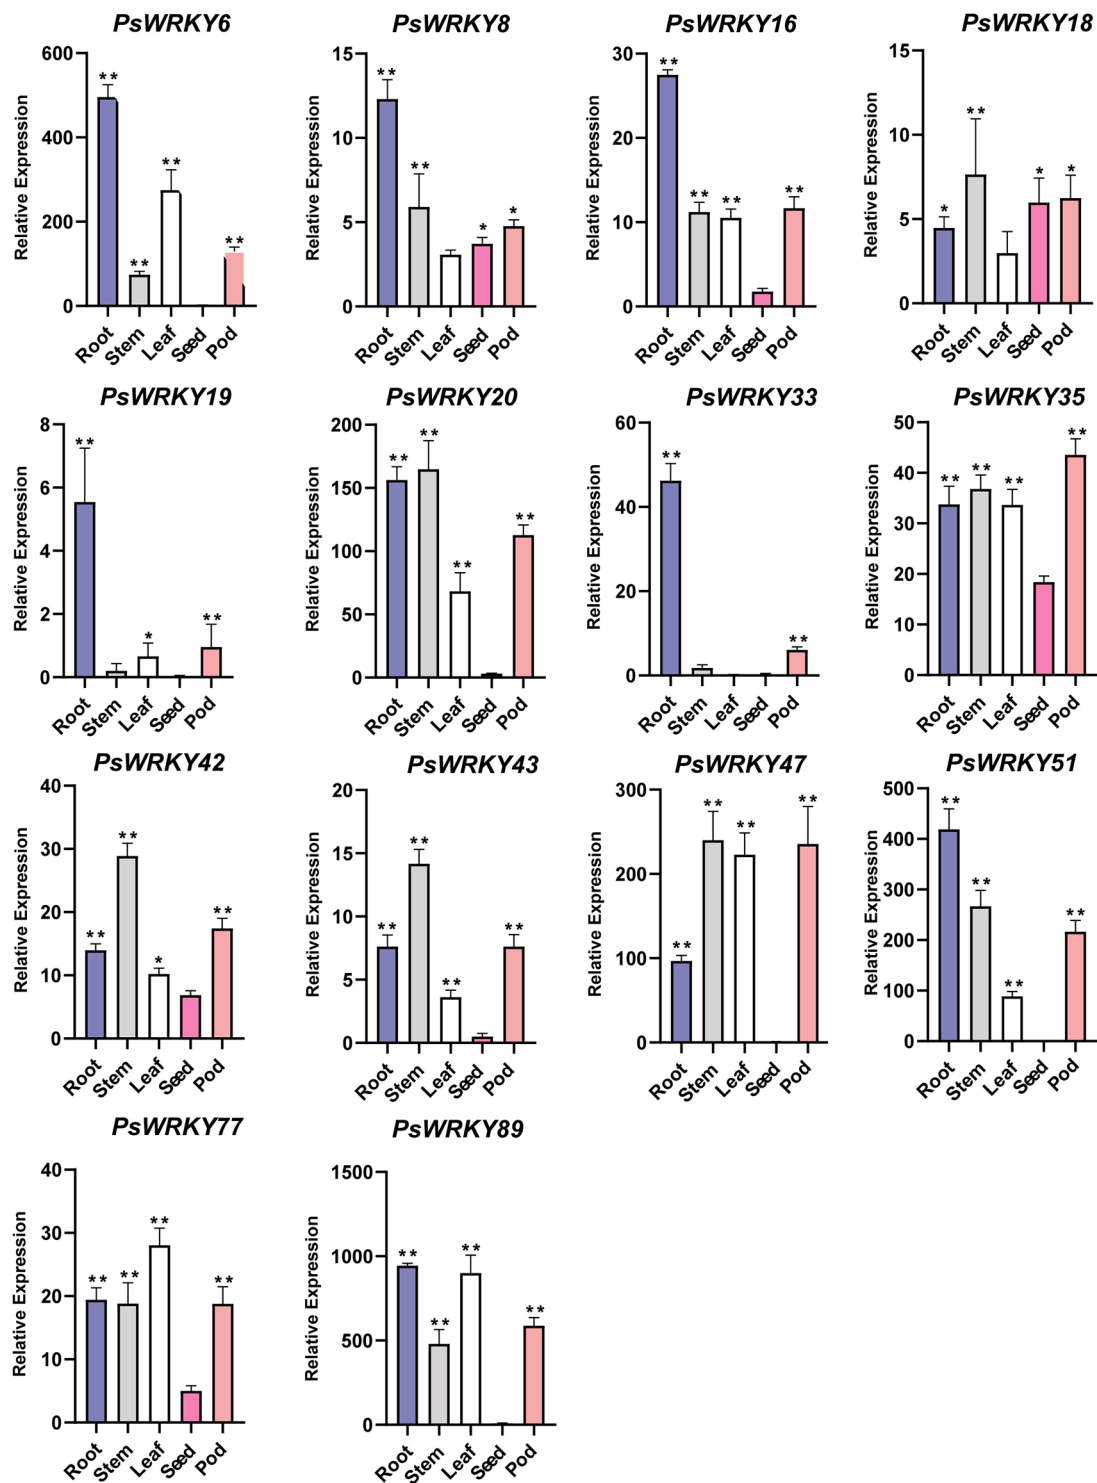 PsWRKY6
Relative Expression
600
400
200
0
**
**
**
**
Root
Stem
Leaf
Seed
Pod
PsWRKY8
Relative Expression
15
10
5
0
**
**
*
*
Root
Stem
Leaf
Seed
Pod
PsWRKY16
Relative Expression
30
20
10
0
**
**
**
**
Root
Stem
Leaf
Seed
Pod
PsWRKY18
Relative Expression
15
10
5
0
*
**
*
*
Root
Stem
Leaf
Seed
Pod
PsWRKY19
Relative Expression
8
6
4
2
0
**
*
**
Root
Stem
Leaf
Seed
Pod
PsWRKY20
Relative Expression
200
150
100
50
0
**
**
**
**
Root
Stem
Leaf
Seed
Pod
PsWRKY33
Relative Expression
60
40
20
0
**
**
Root
Stem
Leaf
Seed
Pod
PsWRKY35
Relative Expression
50
40
30
20
10
0
**
**
**
**
Root
Stem
Leaf
Seed
Pod
PsWRKY42
Relative Expression
40
30
20
10
0
**
**
*
**
Root
Stem
Leaf
Seed
Pod
PsWRKY43
Relative Expression
20
15
10
5
0
**
**
**
**
Root
Stem
Leaf
Seed
Pod
PsWRKY47
Relative Expression
300
200
100
0
**
**
**
**
Root
Stem
Leaf
Seed
Pod
PsWRKY51
Relative Expression
500
400
300
200
100
0
**
**
**
**
Root
Stem
Leaf
Seed
Pod
PsWRKY77
Relative Expression
40
30
20
10
0
**
**
**
**
Root
Stem
Leaf
Seed
Pod
PsWRKY89
Relative Expression
1500
1000
500
0
**
**
**
**
Root
Stem
Leaf
Seed
Pod